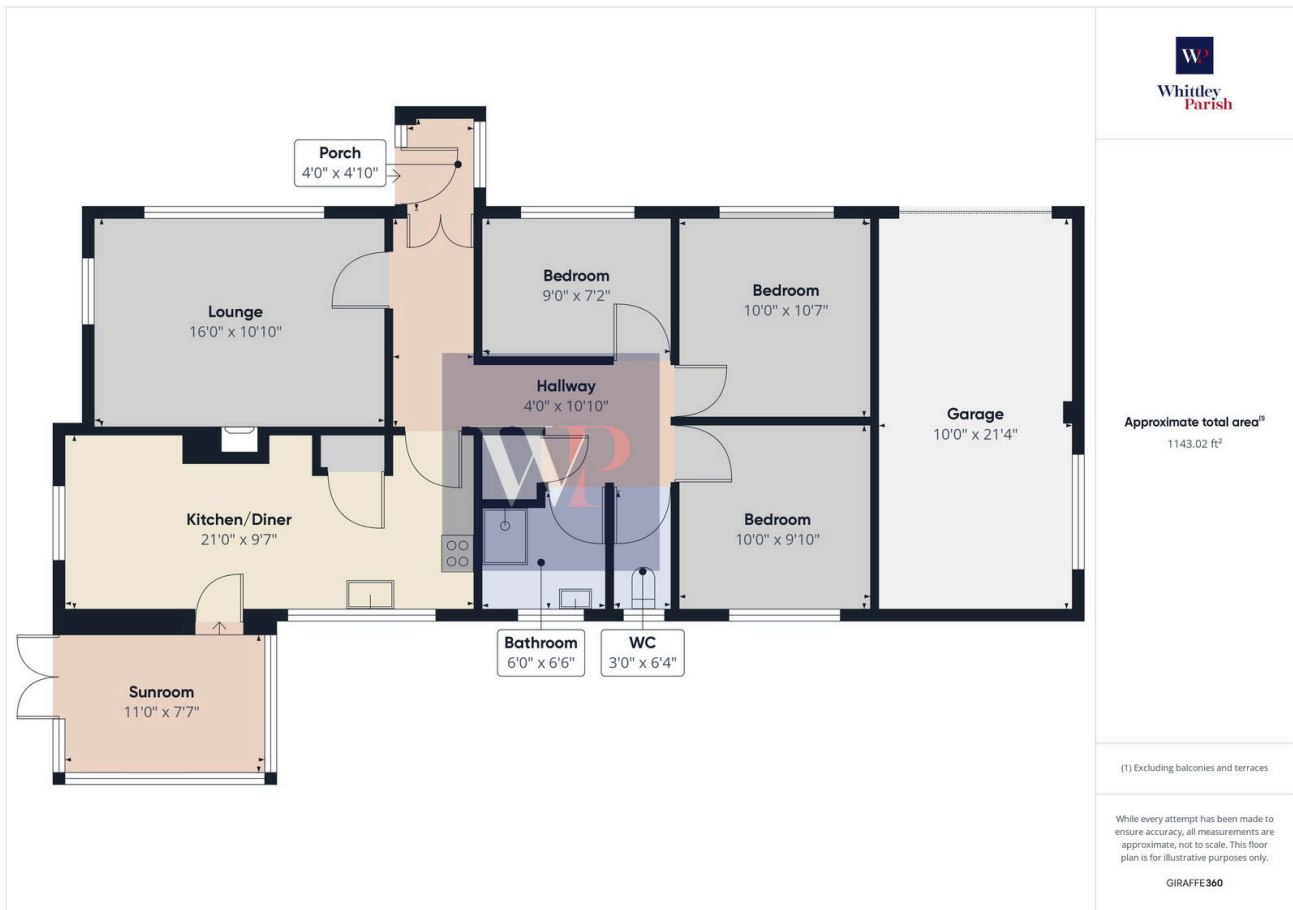 WP
Whittley
Parish
Porch
4'0" x 4'10"
Lounge
16'0" x 10'10"
Bedroom
9'0" x 7'2"
Bedroom
10'0" x 10'7"
Hallway
4'0" x 10'10"
WP
Garage
10'0" x 21'4"
Kitchen/Diner
21'0" x 9'7"
Bedroom
10'0" x 9'10"
Bathroom
6'0" x 6'6"
WC
3'0" x 6'4"
Sunroom
11'0" x 7'7"
Approximate total area⁽¹⁾
1143.02 ft²
(1) Excluding balconies and terraces
While every attempt has been made to
ensure accuracy, all measurements are
approximate, not to scale. This floor
plan is for illustrative purposes only.
GIRAFFE360